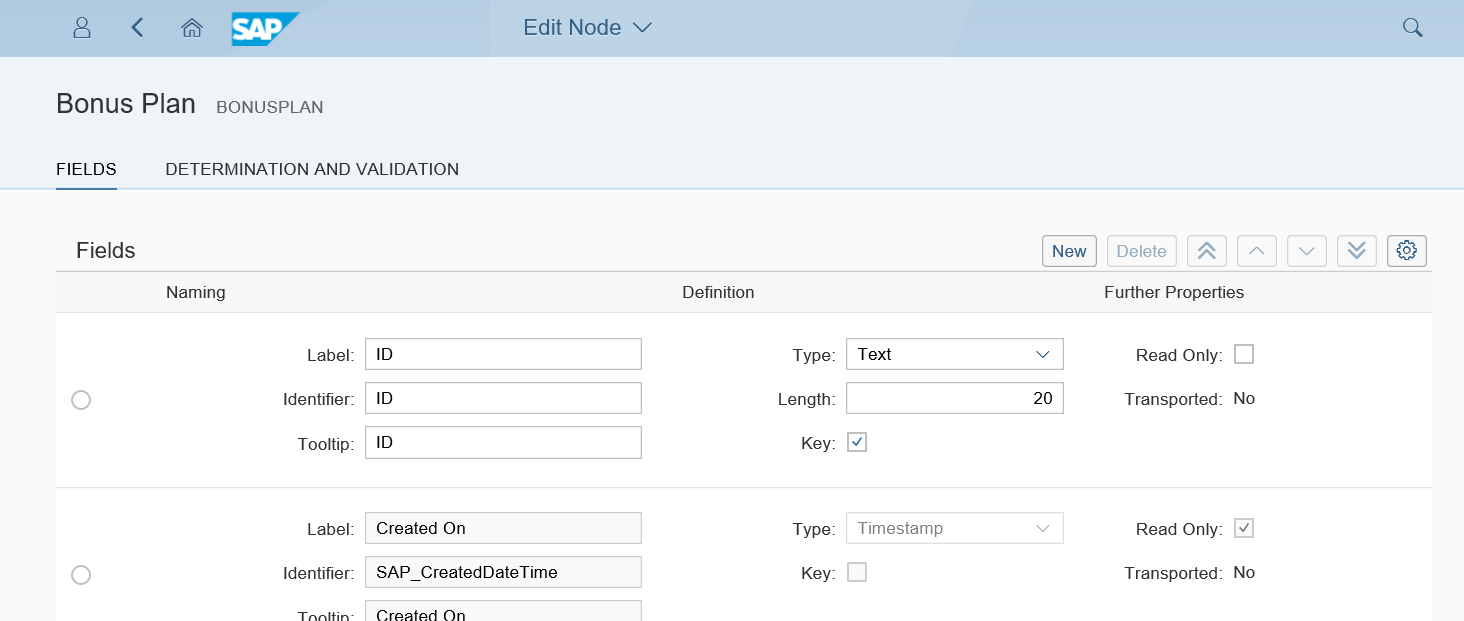 SAP Edit Node
Bonus Plan BONUSPLAN
FIELDS DETERMINATION AND VALIDATION
Fields New Delete
Naming Definition Further Properties
Label: ID Type: Text Read Only:
Identifier: ID Length: 20 Transported: No
Tooltip: ID Key:
Label: Created On Type: Timestamp Read Only:
Identifier: SAP_CreatedDateTime Key: Transported: No
Tooltip: Created On